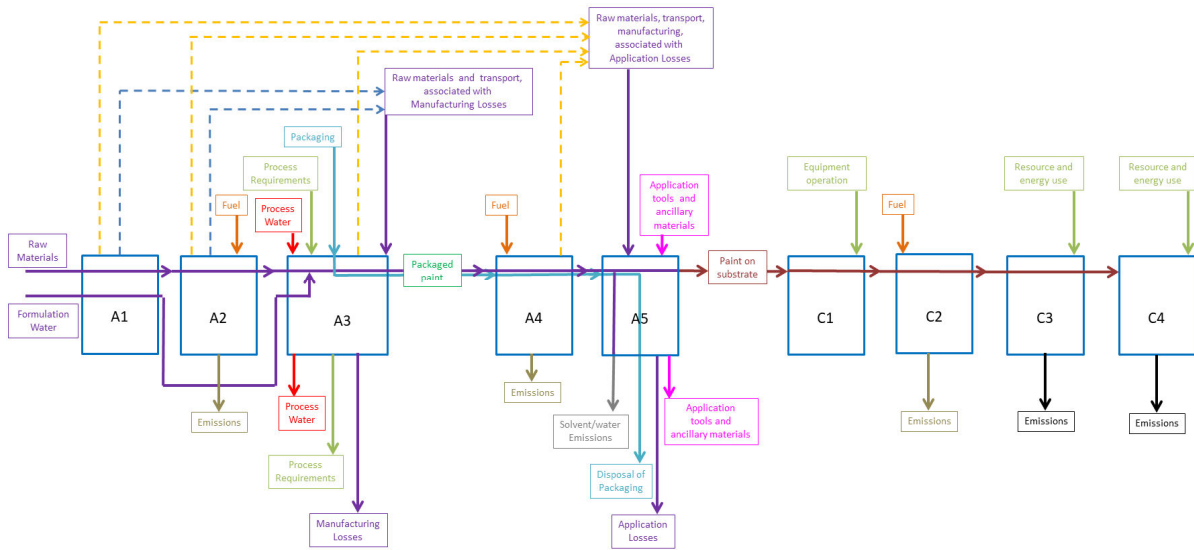 Raw materials, transport,
manufacturing,
associated with
Application Losses
Raw materials and transport,
associated with
Manufacturing Losses
Packaging
Process
Requirements
Fuel
Process
Water
Fuel
Application
tools and
ancillary
materials
Equipment
operation
Fuel
Resource and
energy use
Resource and
energy use
Raw
Materials
Formulation
Water
Packaged
paint
Paint on
substrate
A1
A2
A3
A4
A5
C1
C2
C3
C4
Emissions
Process
Water
Process
Requirements
Manufacturing
Losses
Emissions
Solvent/water
Emissions
Application
tools and
ancillary materials
Disposal of
Packaging
Application
Losses
Emissions
Emissions
Emissions